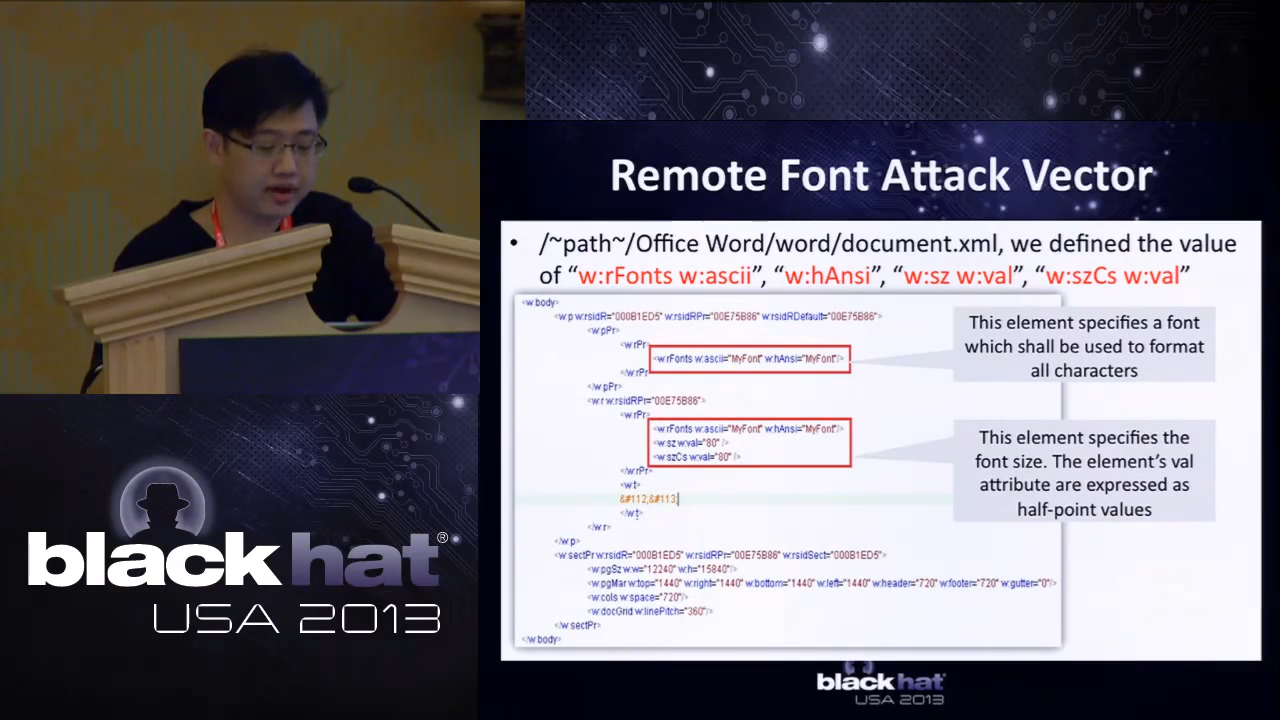 Remote Font Attack Vector
• /~path~/Office Word/word/document.xml, we defined the value
of “w:rFonts w:ascii”, “w:hAnsi”, “w:sz w:val”, “w:szCs w:val”
<w:body>
<w:p w:rsidR="000B1ED5" w:rsidRPr="00E75B86" w:rsidRDefault="00E75B86">
<w:pPr>
<w:rPr>
<w:rFonts w:ascii="MyFont" w:hAnsi="MyFont"/>
</w:rPr>
</w:pPr>
<w:r w:rsidRPr="00E75B86">
<w:rPr>
<w:rFonts w:ascii="MyFont" w:hAnsi="MyFont"/>
<w:sz w:val="80" />
<w:szCs w:val="80" />
</w:rPr>
<w:t>
&#112;&#113;
</w:t>
</w:r>
</w:p>
<w:sectPr w:rsidR="000B1ED5" w:rsidRPr="00E75B86" w:rsidSect="000B1ED5">
<w:pgSz w:w="12240" w:h="15840"/>
<w:pgMar w:top="1440" w:right="1440" w:bottom="1440" w:left="1440" w:header="720" w:footer="720" w:gutter="0"/>
<w:cols w:space="720"/>
<w:docGrid w:linePitch="360"/>
</w:sectPr>
</w:body>
This element specifies a font
which shall be used to format
all characters
This element specifies the
font size. The element’s val
attribute are expressed as
half-point values
black hat®
USA 2013
black hat
USA 2013